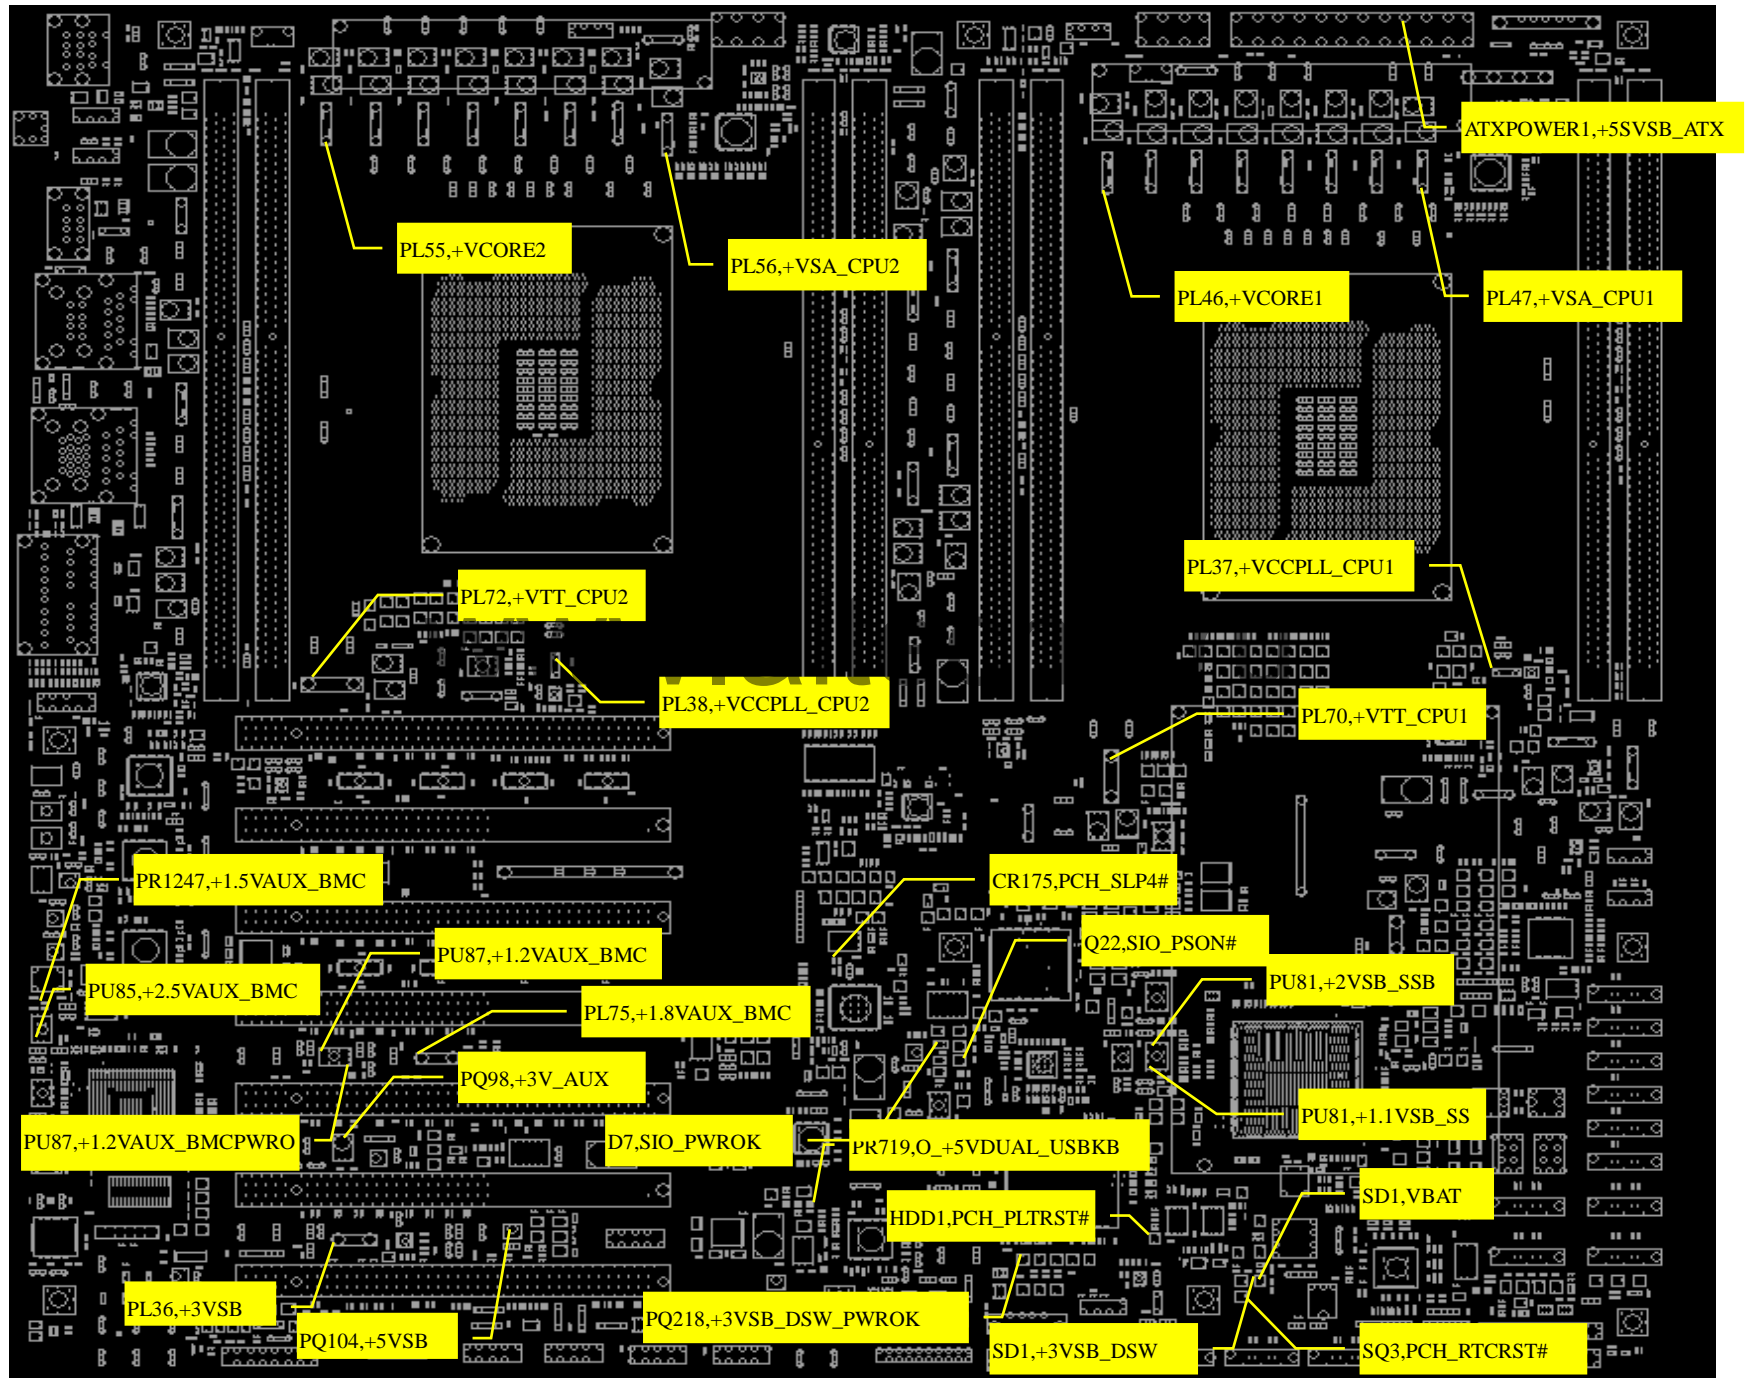 ATXPOWER1,+5SVSB_ATX
PL55,+VCORE2
PL56,+VSA_CPU2
PL46,+VCORE1
PL47,+VSA_CPU1
PL37,+VCCPLL_CPU1
PL72,+VTT_CPU2
PL38,+VCCPLL_CPU2
PL70,+VTT_CPU1
PR1247,+1.5VAUX_BMC
CR175,PCH_SLP4#
PU87,+1.2VAUX_BMC
Q22,SIO_PSON#
PU85,+2.5VAUX_BMC
PU81,+2VSB_SSB
PL75,+1.8VAUX_BMC
PQ98,+3V_AUX
PU81,+1.1VSB_SS
PU87,+1.2VAUX_BMCPWRO
D7,SIO_PWROK
PR719,O_+5VDUAL_USBKB
SD1,VBAT
HDD1,PCH_PLTRST#
PL36,+3VSB
PQ218,+3VSB_DSW_PWROK
PQ104,+5VSB
SD1,+3VSB_DSW
SQ3,PCH_RTCRST#